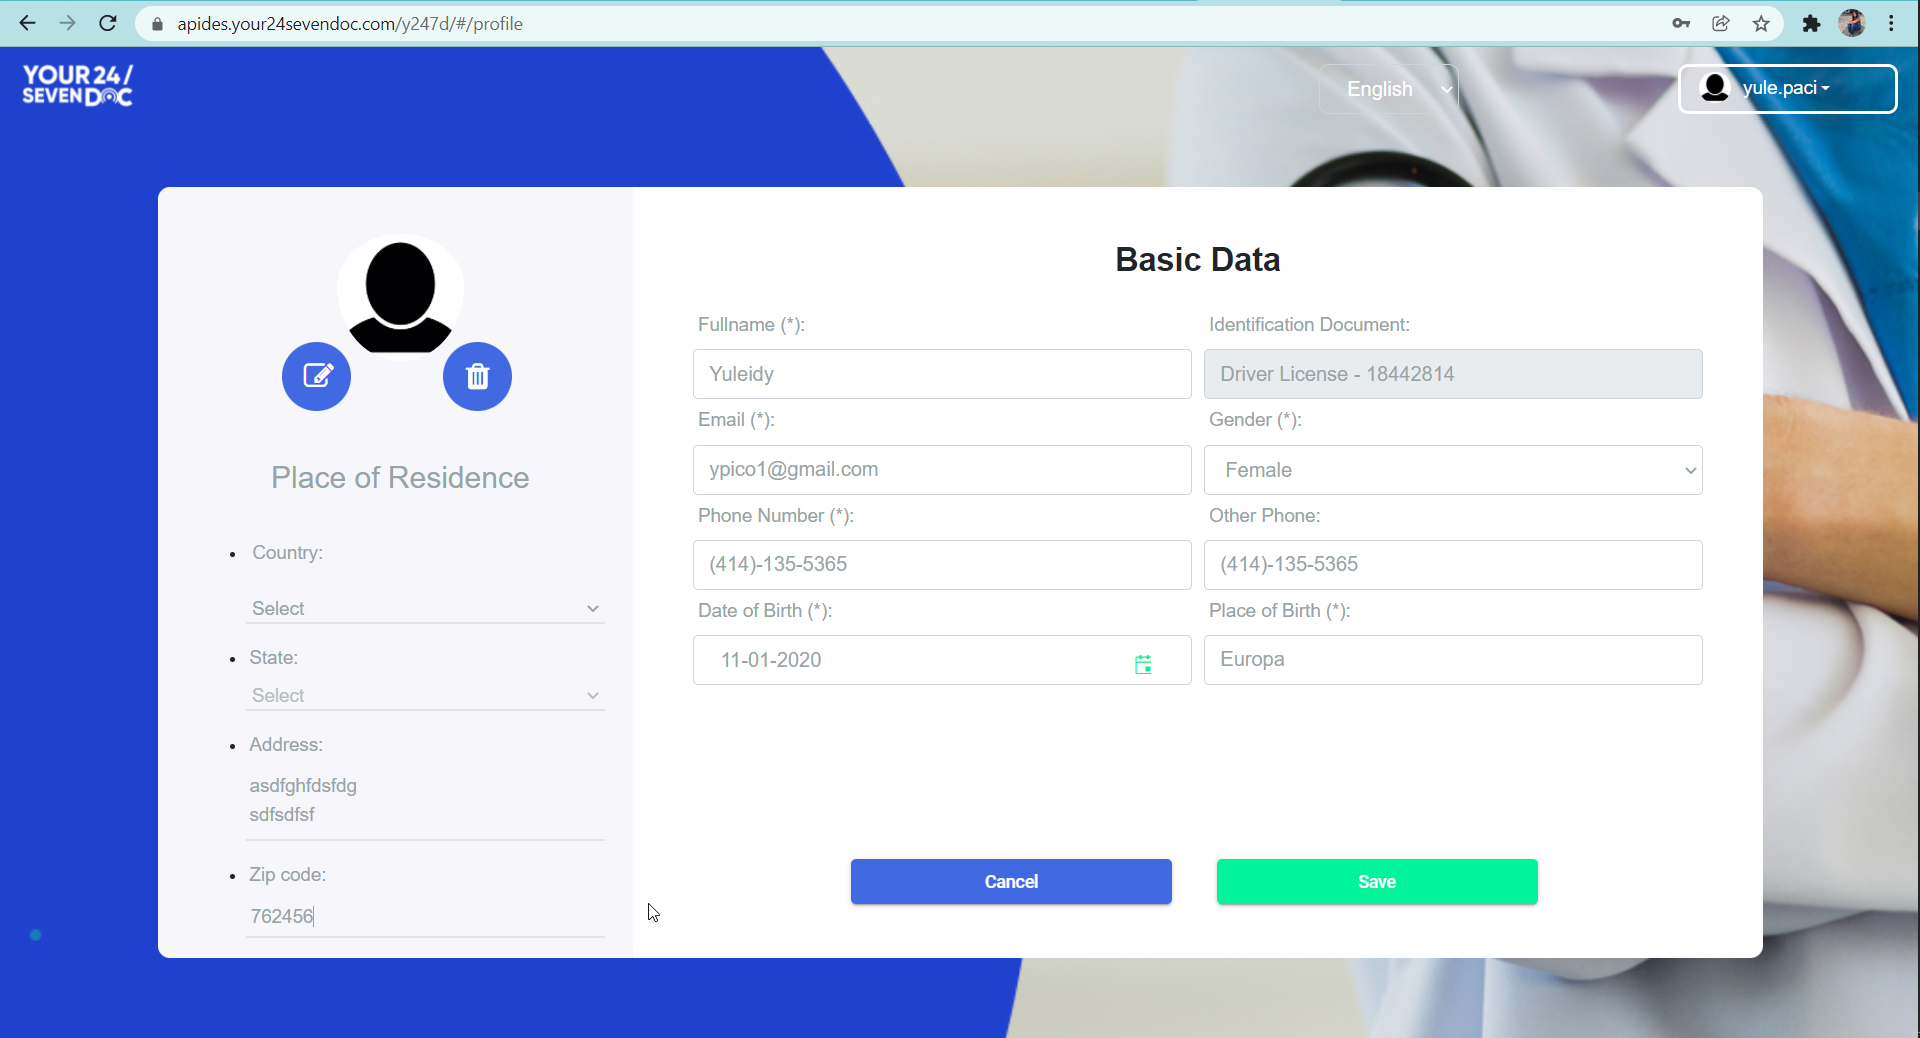 apides.your24sevendoc.com/y247d/#/profile
YOUR 24/
SEVEN DOC
English
yule.paci
Place of Residence
Country:
Select
State:
Select
Address:
asdfghfdsfdg
sdfsdfsf
Zip code:
762456
Basic Data
Fullname (*):
Yuleidy
Identification Document:
Driver License - 18442814
Email (*):
ypico1@gmail.com
Gender (*):
Female
Phone Number (*):
(414)-135-5365
Other Phone:
(414)-135-5365
Date of Birth (*):
11-01-2020
Place of Birth (*):
Europa
Cancel
Save